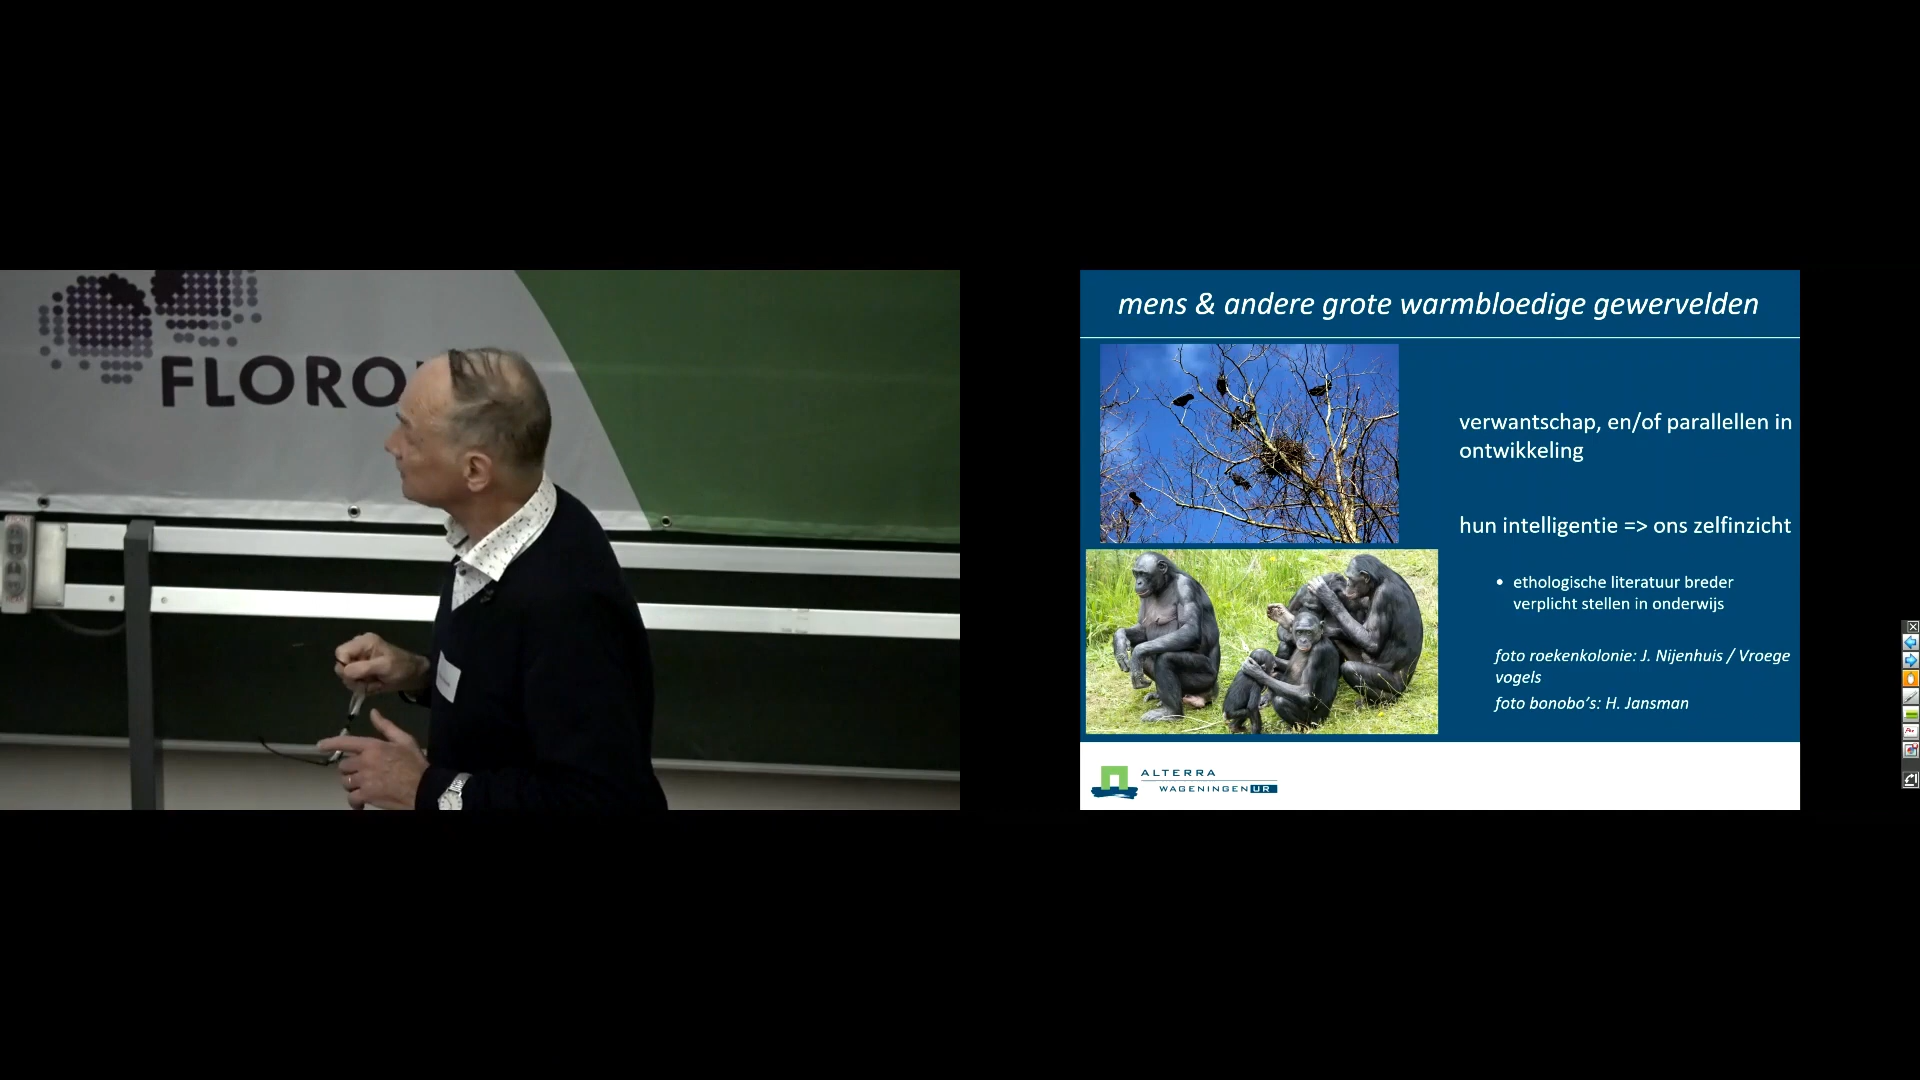 FLORO
mens & andere grote warmbloedige gewervelden
verwantschap, en/of parallellen in
ontwikkeling
hun intelligentie => ons zelfinzicht
• ethologische literatuur breder
verplicht stellen in onderwijs
foto roekenkolonie: J. Nijenhuis / Vroege
vogels
foto bonobo's: H. Jansman
ALTERRA
WAGENINGEN UR